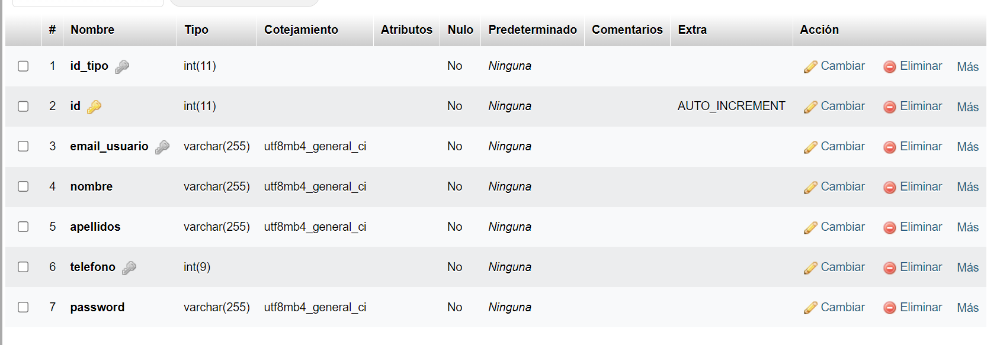 # Nombre Tipo Cotejamiento Atributos Nulo Predeterminado Comentarios Extra Acción
1 id_tipo int(11) No Ninguna Cambiar Eliminar Más
2 id int(11) No Ninguna AUTO_INCREMENT Cambiar Eliminar Más
3 email_usuario varchar(255) utf8mb4_general_ci No Ninguna Cambiar Eliminar Más
4 nombre varchar(255) utf8mb4_general_ci No Ninguna Cambiar Eliminar Más
5 apellidos varchar(255) utf8mb4_general_ci No Ninguna Cambiar Eliminar Más
6 telefono int(9) No Ninguna Cambiar Eliminar Más
7 password varchar(255) utf8mb4_general_ci No Ninguna Cambiar Eliminar Más